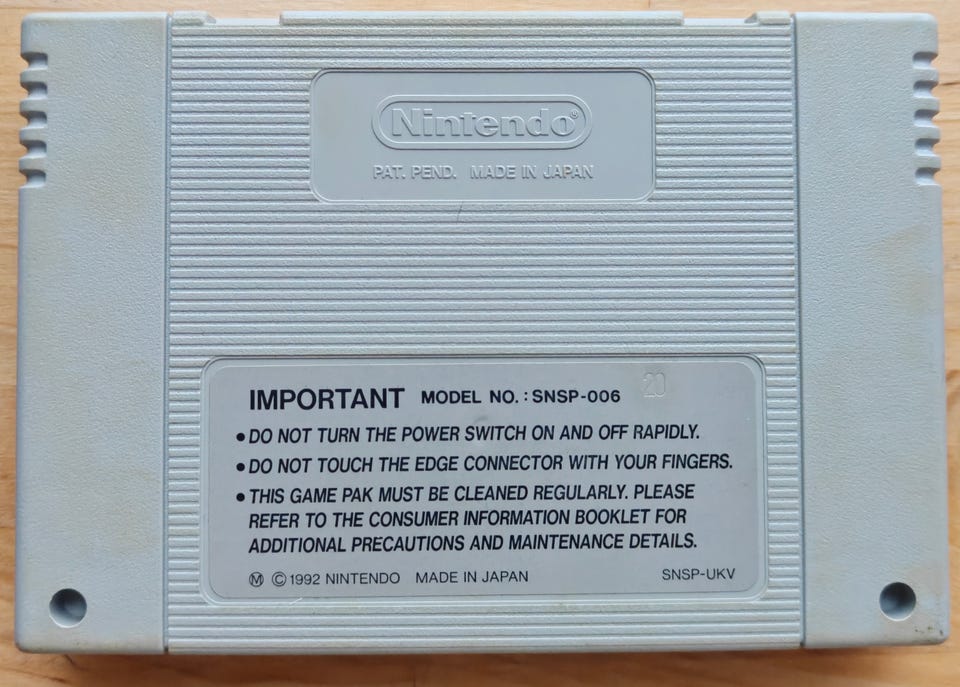 Nintendo®
PAT. PEND. MADE IN JAPAN
IMPORTANT MODEL NO. : SNSP-006 20
• DO NOT TURN THE POWER SWITCH ON AND OFF RAPIDLY.
• DO NOT TOUCH THE EDGE CONNECTOR WITH YOUR FINGERS.
• THIS GAME PAK MUST BE CLEANED REGULARLY. PLEASE
REFER TO THE CONSUMER INFORMATION BOOKLET FOR
ADDITIONAL PRECAUTIONS AND MAINTENANCE DETAILS.
Ⓜ © 1992 NINTENDO MADE IN JAPAN SNSP-UKV